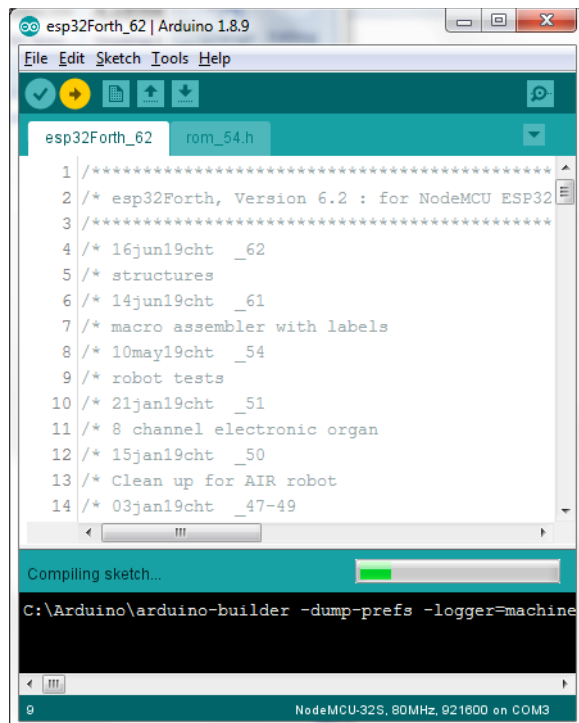 esp32Forth_62 | Arduino 1.8.9
File Edit Sketch Tools Help
esp32Forth_62 rom_54.h
1 /**********************************************
2 /* esp32Forth, Version 6.2 : for NodeMCU ESP32
3 /**********************************************
4 /* 16jun19cht _62
5 /* structures
6 /* 14jun19cht _61
7 /* macro assembler with labels
8 /* 10may19cht _54
9 /* robot tests
10 /* 21jan19cht _51
11 /* 8 channel electronic organ
12 /* 15jan19cht _50
13 /* Clean up for AIR robot
14 /* 03jan19cht _47-49
Compiling sketch...
C:\Arduino\arduino-builder -dump-prefs -logger=machine
9 NodeMCU-32S, 80MHz, 921600 on COM3